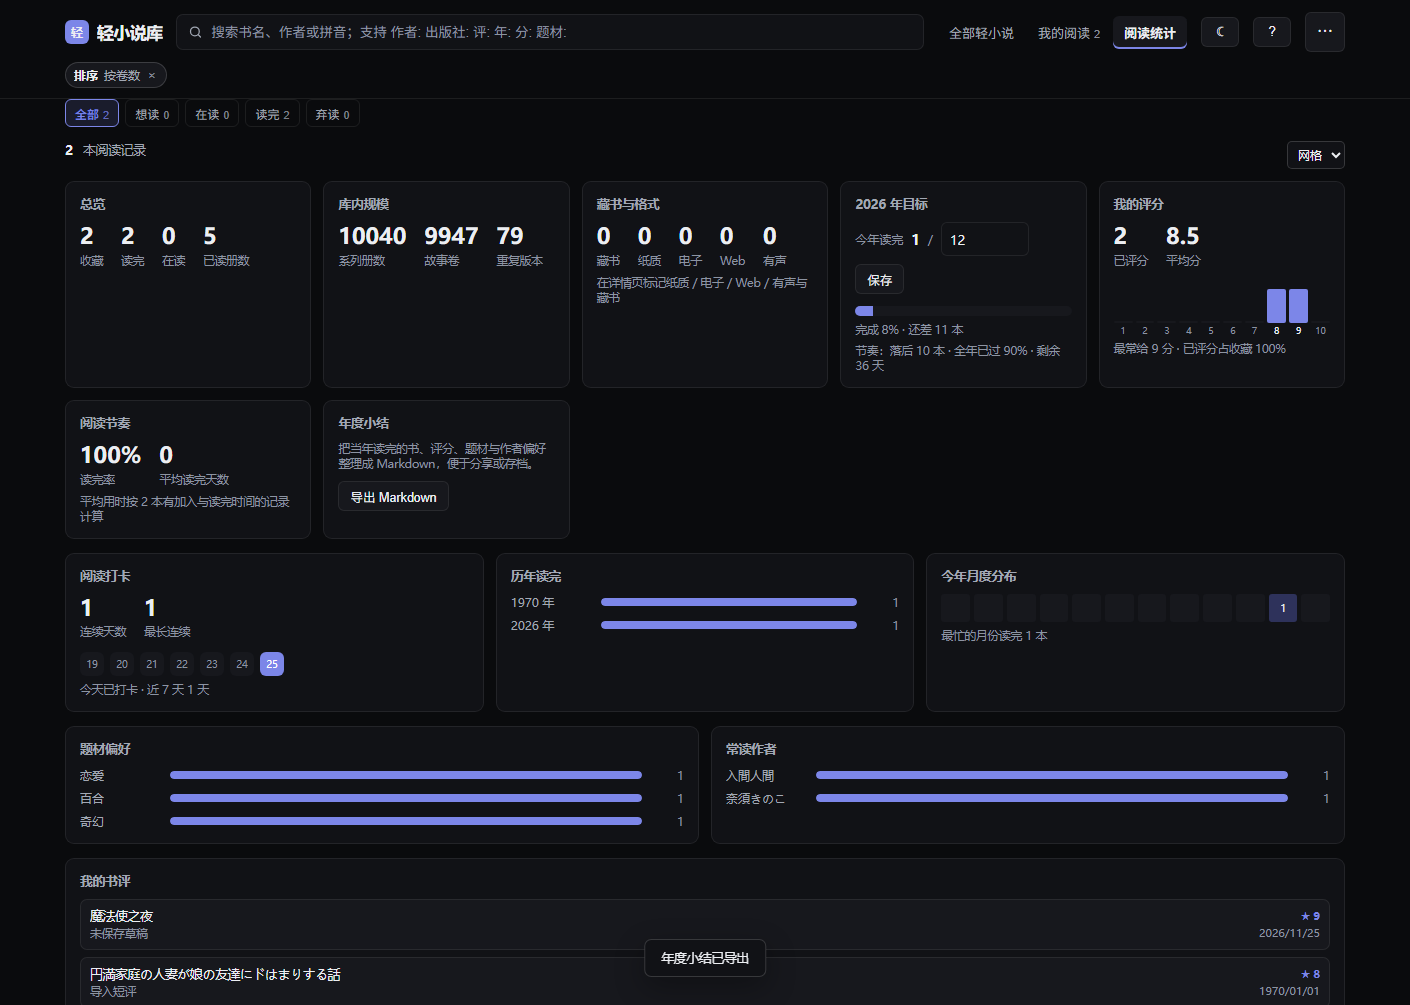 轻 轻小说库
搜索书名、作者或拼音；支持 作者: 出版社: 评: 年: 分: 题材:
全部轻小说 我的阅读 2 阅读统计 ☾ ? ⋯
排序 按卷数 ×
全部 2 想读 0 在读 0 读完 2 弃读 0
2 本阅读记录
网格
总览
2 2 0 5
收藏 读完 在读 已读册数
库内规模
10040 9947 79
系列册数 故事卷 重复版本
藏书与格式
0 0 0 0 0
藏书 纸质 电子 Web 有声
在详情页标记纸质 / 电子 / Web / 有声与
藏书
2026 年目标
今年读完 1 / 12
保存
完成 8% · 还差 11 本
节奏：落后 10 本 · 全年已过 90% · 剩余
36 天
我的评分
2 8.5
已评分 平均分
1 2 3 4 5 6 7 8 9 10
最常给 9 分 · 已评分占收藏 100%
阅读节奏
100% 0
读完率 平均读完天数
平均用时按 2 本有加入与读完时间的记录
计算
年度小结
把当年读完的书、评分、题材与作者偏好
整理成 Markdown，便于分享或存档。
导出 Markdown
阅读打卡
1 1
连续天数 最长连续
19 20 21 22 23 24 25
今天已打卡 · 近 7 天 1 天
历年读完
1970 年 1
2026 年 1
今年月度分布
1
最忙的月份读完 1 本
题材偏好
恋爱 1
百合 1
奇幻 1
常读作者
入間人間 1
奈須きのこ 1
我的书评
魔法使之夜 ★ 9
未保存草稿 2026/11/25
年度小结已导出
円満家庭の人妻が娘の友達にドはまりする話 ★ 8
导入短评 1970/01/01